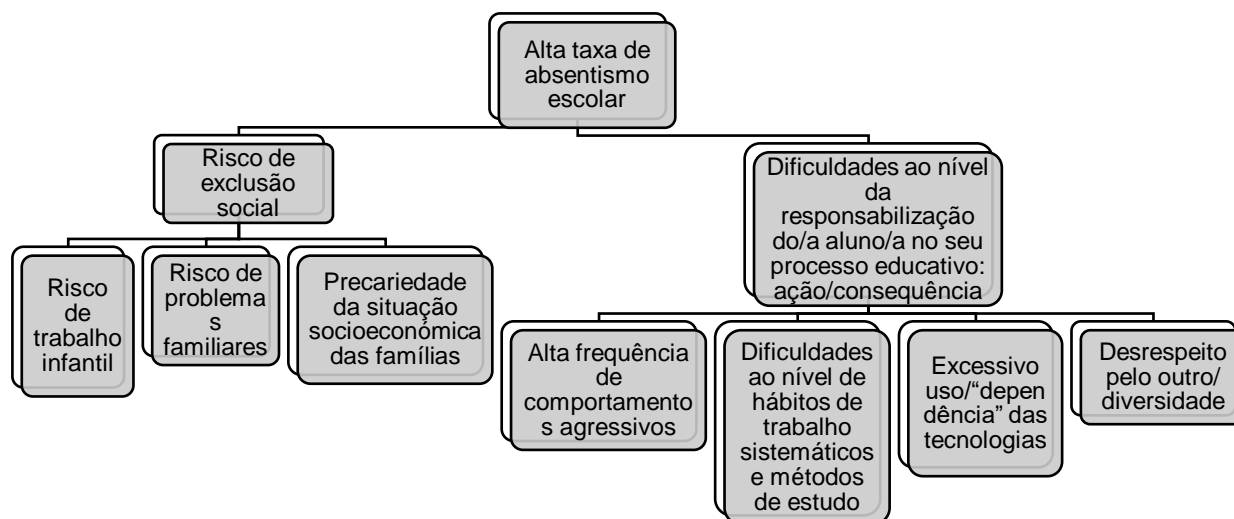 Alta taxa de
absentismo
escolar
Risco de
exclusão
social
Dificuldades ao nível
da
responsabilização
do/a aluno/a no seu
processo educativo:
ação/consequência
Risco
de
trabalho
infantil
Risco de
problema
s
familiares
Precariedade
da situação
socioeconómica
das famílias
Alta frequência
de
comportamento
s agressivos
Dificuldades
ao nível de
hábitos de
trabalho
sistemáticos
e métodos
de estudo
Excessivo
uso/“depen
dência” das
tecnologias
Desrespeito
pelo outro/
diversidade